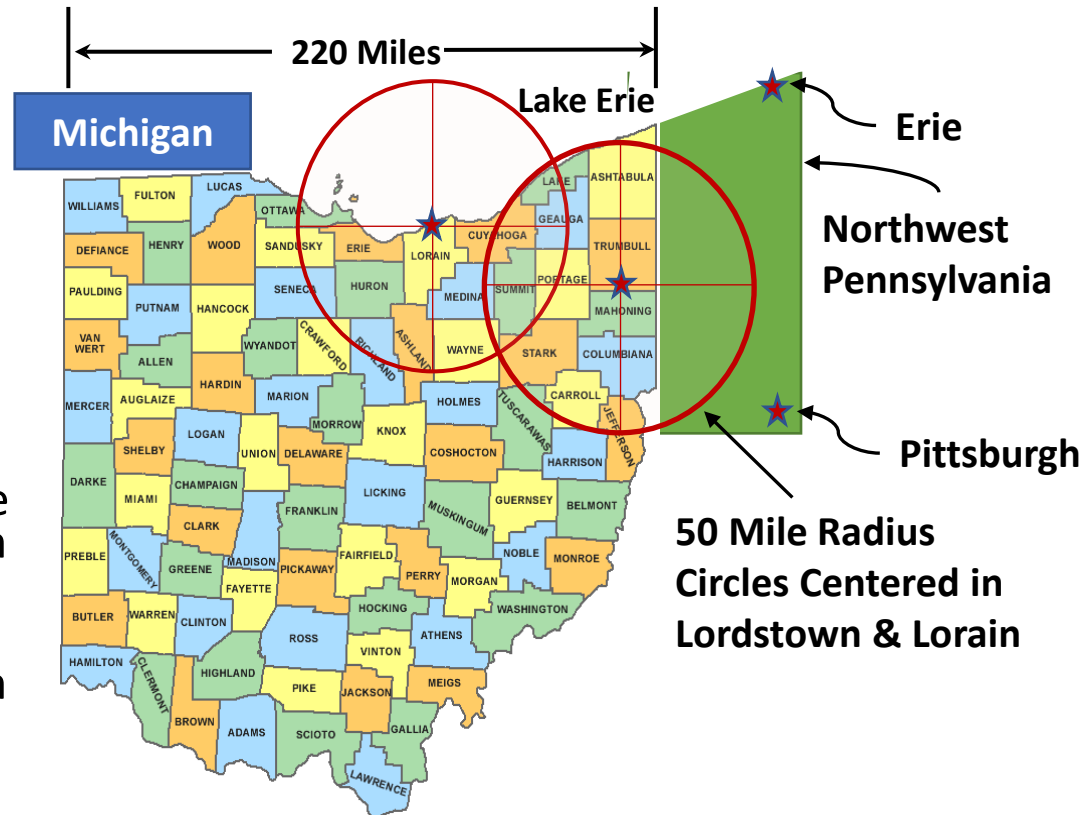 220 Miles
Lake Erie
Michigan
Erie
Northwest
Pennsylvania
Pittsburgh
50 Mile Radius
Circles Centered in
Lordstown & Lorain
WILLIAMS
FULTON
LUCAS
OTTAWA
LAKE
ASHTABULA
GEAUGA
CUYAHOGA
DEFIANCE
HENRY
WOOD
SANDUSKY
ERIE
LORAIN
TRUMBULL
PAULDING
PUTNAM
HANCOCK
SENECA
HURON
MEDINA
SUMMIT
PORTAGE
MAHONING
VAN
WERT
ALLEN
WYANDOT
CRAWFORD
RICHLAND
ASHLAND
WAYNE
STARK
COLUMBIANA
MERCER
AUGLAIZE
HARDIN
MARION
MORROW
KNOX
HOLMES
TUSCARAWAS
CARROLL
JEFFERSON
SHELBY
LOGAN
UNION
DELAWARE
COSHOCTON
HARRISON
DARKE
MIAMI
CHAMPAIGN
CLARK
FRANKLIN
LICKING
MUSKINGUM
GUERNSEY
BELMONT
PREBLE
MONTGOMERY
GREENE
MADISON
PICKAWAY
FAIRFIELD
PERRY
MORGAN
NOBLE
MONROE
FAYETTE
BUTLER
WARREN
CLINTON
ROSS
HOCKING
ATHENS
WASHINGTON
HAMILTON
CLERMONT
HIGHLAND
VINTON
BROWN
ADAMS
PIKE
JACKSON
MEIGS
SCIOTO
GALLIA
LAWRENCE